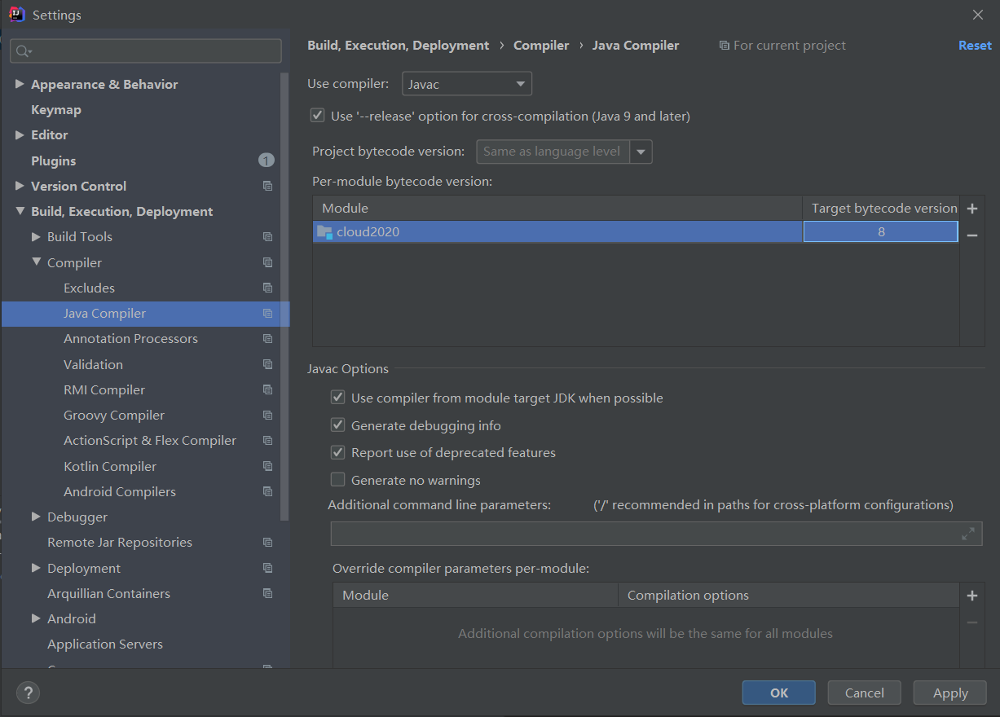 Settings
Appearance & Behavior
Keymap
Editor
Plugins
1
Version Control
Build, Execution, Deployment
Build Tools
Compiler
Excludes
Java Compiler
Annotation Processors
Validation
RMI Compiler
Groovy Compiler
ActionScript & Flex Compiler
Kotlin Compiler
Android Compilers
Debugger
Remote Jar Repositories
Deployment
Arquillian Containers
Android
Application Servers
Build, Execution, Deployment › Compiler › Java Compiler
For current project
Reset
Use compiler: Javac
Use '--release' option for cross-compilation (Java 9 and later)
Project bytecode version: Same as language level
Per-module bytecode version:
Module Target bytecode version
cloud2020 8
Javac Options
Use compiler from module target JDK when possible
Generate debugging info
Report use of deprecated features
Generate no warnings
Additional command line parameters: ('/' recommended in paths for cross-platform configurations)
Override compiler parameters per-module:
Module Compilation options
Additional compilation options will be the same for all modules
?
OK Cancel Apply